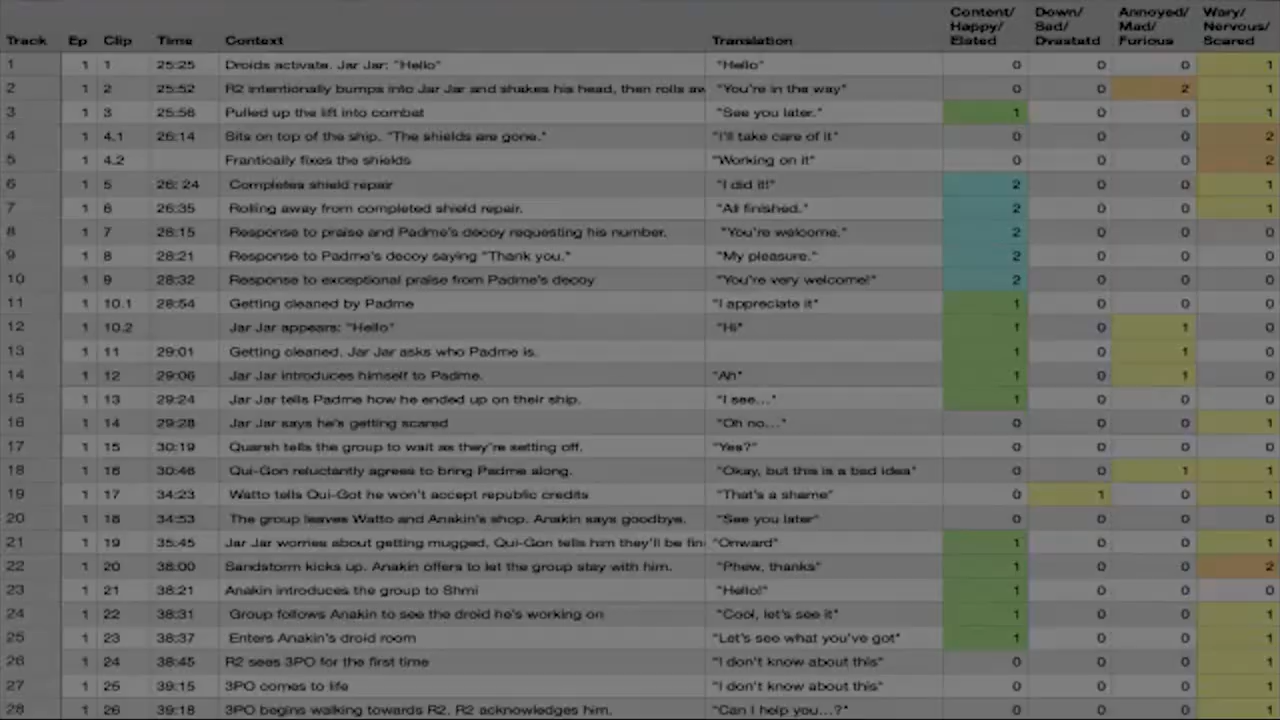 Track Ep Clip Time Context Translation Content/ Happy/ Elated Down/ Sad/ Dvastatd Annoyed/ Mad/ Furious Wary/ Nervous/ Scared
1 1 1 25:25 Droids activate. Jar Jar: "Hello" "Hello" 0 0 0 1
2 1 2 25:52 R2 intentionally bumps into Jar Jar and shakes his head, then rolls aw "You're in the way" 0 0 2 1
3 1 3 25:56 Pulled up the lift into combat "See you later." 1 0 0 1
4 1 4.1 26:14 Sits on top of the ship. "The shields are gone." "I'll take care of it" 0 0 0 2
5 1 4.2 Frantically fixes the shields "Working on it" 0 0 0 2
6 1 5 26: 24 Completes shield repair "I did it!" 2 0 0 1
7 1 6 26:35 Rolling away from completed shield repair. "All finished." 2 0 0 1
8 1 7 28:15 Response to praise and Padme's decoy requesting his number. "You're welcome." 2 0 0 0
9 1 8 28:21 Response to Padme's decoy saying "Thank you." "My pleasure." 2 0 0 0
10 1 9 28:32 Response to exceptional praise from Padme's decoy "You're very welcome!" 2 0 0 0
11 1 10.1 28:54 Getting cleaned by Padme "I appreciate it" 1 0 0 0
12 1 10.2 Jar Jar appears: "Hello" "Hi" 1 0 1 0
13 1 11 29:01 Getting cleaned. Jar Jar asks who Padme is. 1 0 1 0
14 1 12 29:06 Jar Jar introduces himself to Padme. "Ah" 1 0 1 0
15 1 13 29:24 Jar Jar tells Padme how he ended up on their ship. "I see..." 1 0 0 0
16 1 14 29:28 Jar Jar says he's getting scared "Oh no..." 0 0 0 1
17 1 15 30:19 Quarsh tells the group to wait as they're setting off. "Yes?" 0 0 0 0
18 1 16 30:46 Qui-Gon reluctantly agrees to bring Padme along. "Okay, but this is a bad idea" 0 0 1 1
19 1 17 34:23 Watto tells Qui-Got he won't accept republic credits "That's a shame" 0 1 0 1
20 1 18 34:53 The group leaves Watto and Anakin's shop. Anakin says goodbye. "See you later" 0 0 0 0
21 1 19 35:45 Jar Jar worries about getting mugged, Qui-Gon tells him they'll be fin "Onward" 1 0 0 1
22 1 20 38:00 Sandstorm kicks up. Anakin offers to let the group stay with him. "Phew, thanks" 1 0 0 2
23 1 21 38:21 Anakin introduces the group to Shmi "Hello!" 1 0 0 0
24 1 22 38:31 Group follows Anakin to see the droid he's working on "Cool, let's see it" 1 0 0 1
25 1 23 38:37 Enters Anakin's droid room "Let's see what you've got" 1 0 0 1
26 1 24 38:45 R2 sees 3PO for the first time "I don't know about this" 0 0 0 1
27 1 25 39:15 3PO comes to life "I don't know about this" 0 0 0 1
28 1 26 39:18 3PO begins walking towards R2. R2 acknowledges him. "Can I help you...?" 0 0 0 1